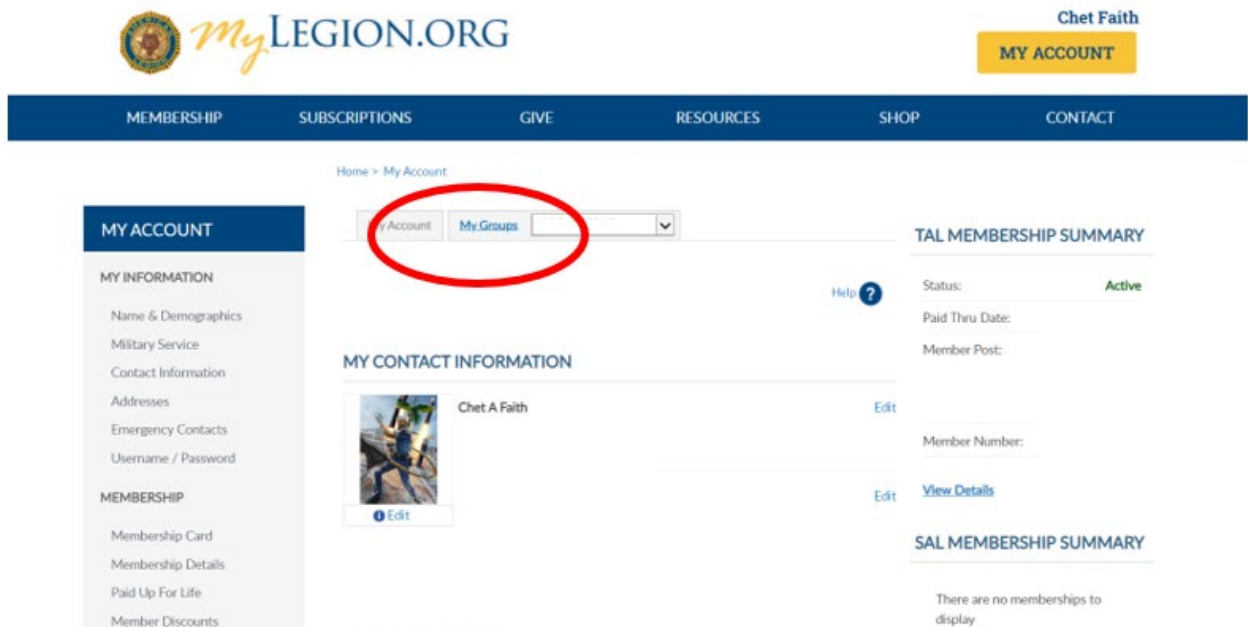 MyLEGION.ORG
Chet Faith
MY ACCOUNT
MEMBERSHIP SUBSCRIPTIONS GIVE RESOURCES SHOP CONTACT
Home > My Account
MY ACCOUNT
MY INFORMATION
Name & Demographics
Military Service
Contact Information
Addresses
Emergency Contacts
Username / Password
MEMBERSHIP
Membership Card
Membership Details
Paid Up For Life
Member Discounts
My Account My Groups
Help ?
MY CONTACT INFORMATION
Chet A Faith Edit
Edit
Edit
TAL MEMBERSHIP SUMMARY
Status: Active
Paid Thru Date:
Member Post:
Member Number:
View Details
SAL MEMBERSHIP SUMMARY
There are no memberships to
display